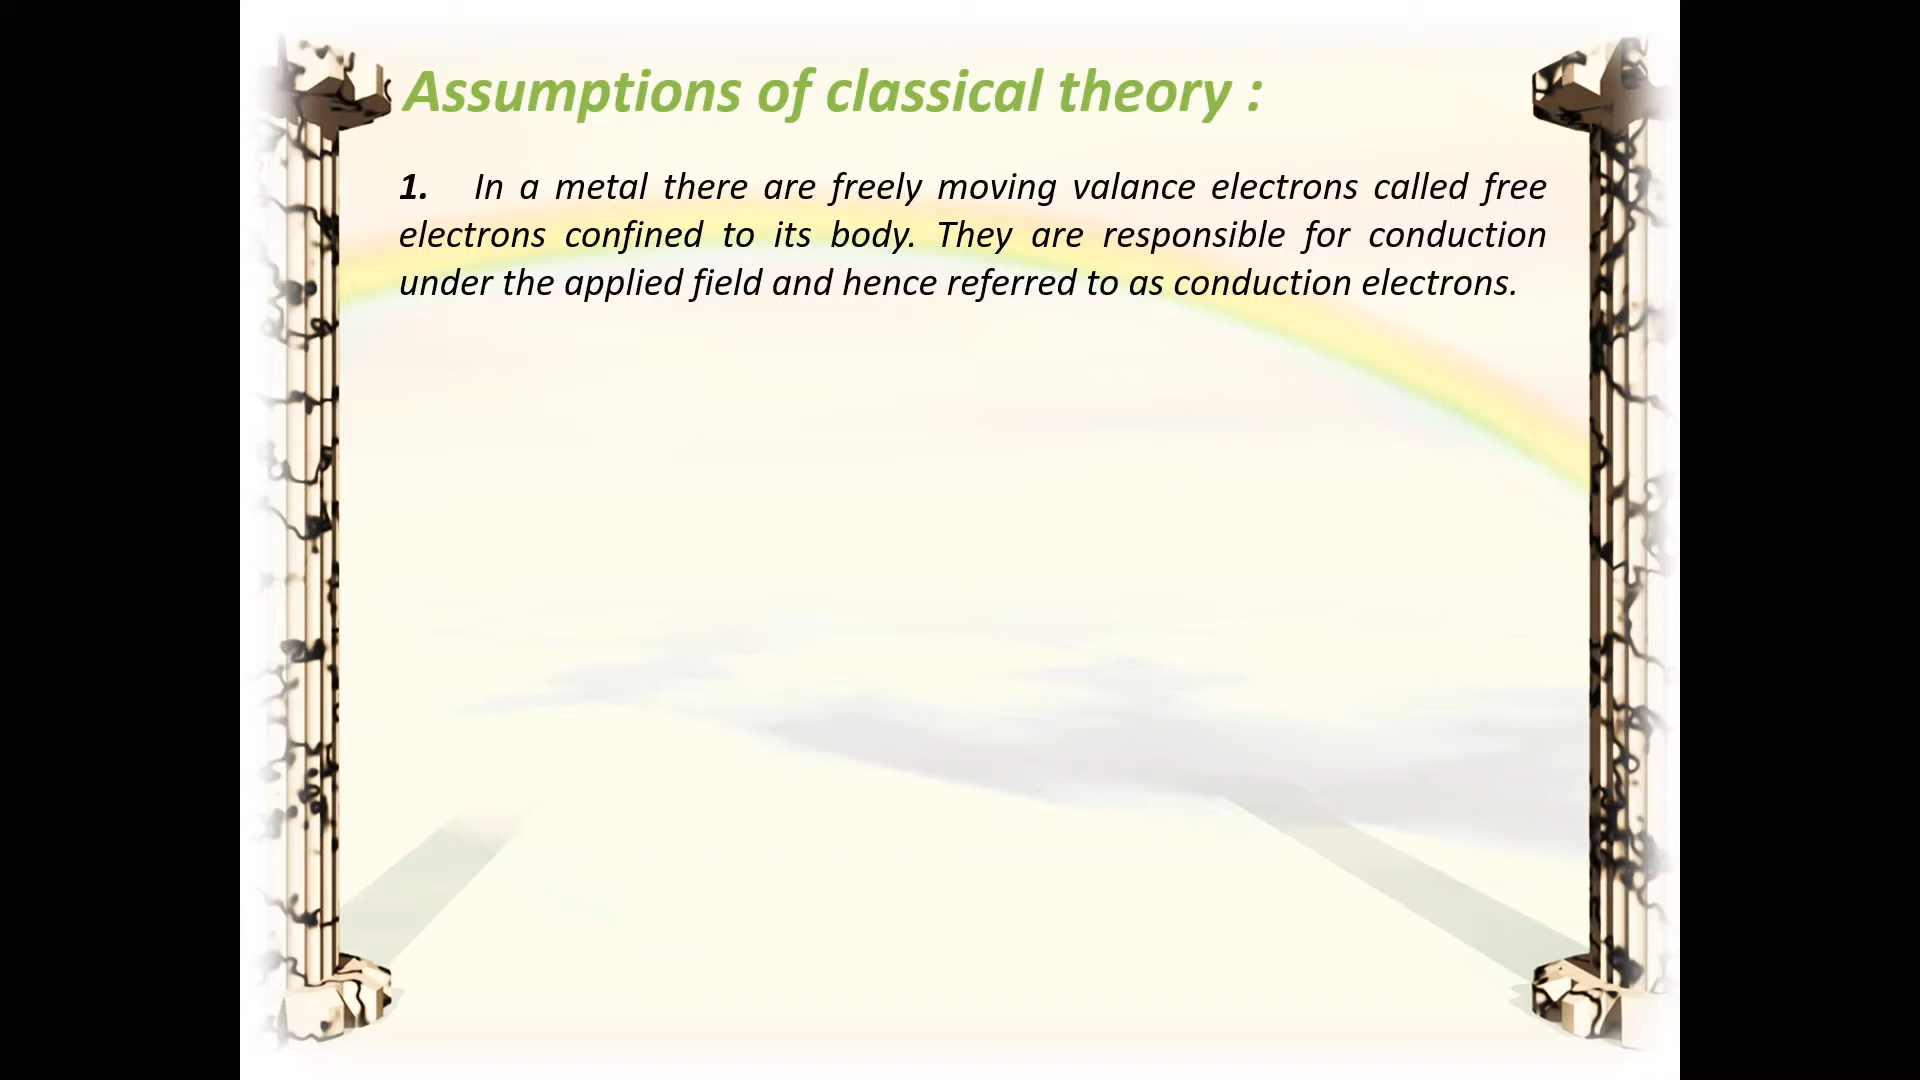 Assumptions of classical theory :
1. In a metal there are freely moving valance electrons called free
electrons confined to its body. They are responsible for conduction
under the applied field and hence referred to as conduction electrons.